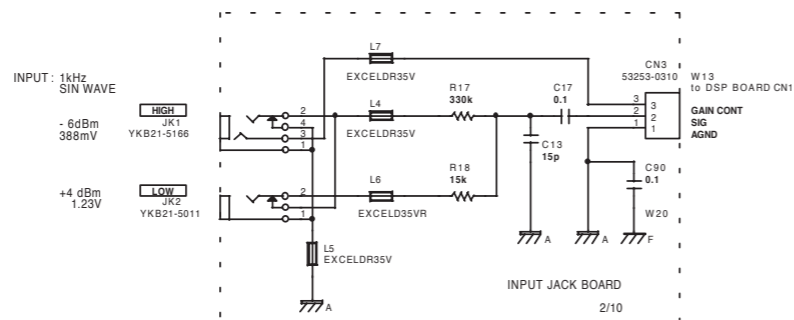 L7
EXCELDR35V
CN3
53253-0310
W13
to DSP BOARD CN1
INPUT : 1kHz
SIN WAVE
HIGH
JK1
YKB21-5166
- 6dBm
388mV
2
4
3
1
L4
EXCELDR35V
R17
330k
C17
0.1
3
2
1
3
2
1
GAIN CONT
SIG
AGND
C13
15p
+4 dBm
1.23V
LOW
JK2
YKB21-5011
2
1
L6
EXCELD35VR
R18
15k
C90
0.1
W20
A
A
F
L5
EXCELDR35V
A
INPUT JACK BOARD
2/10